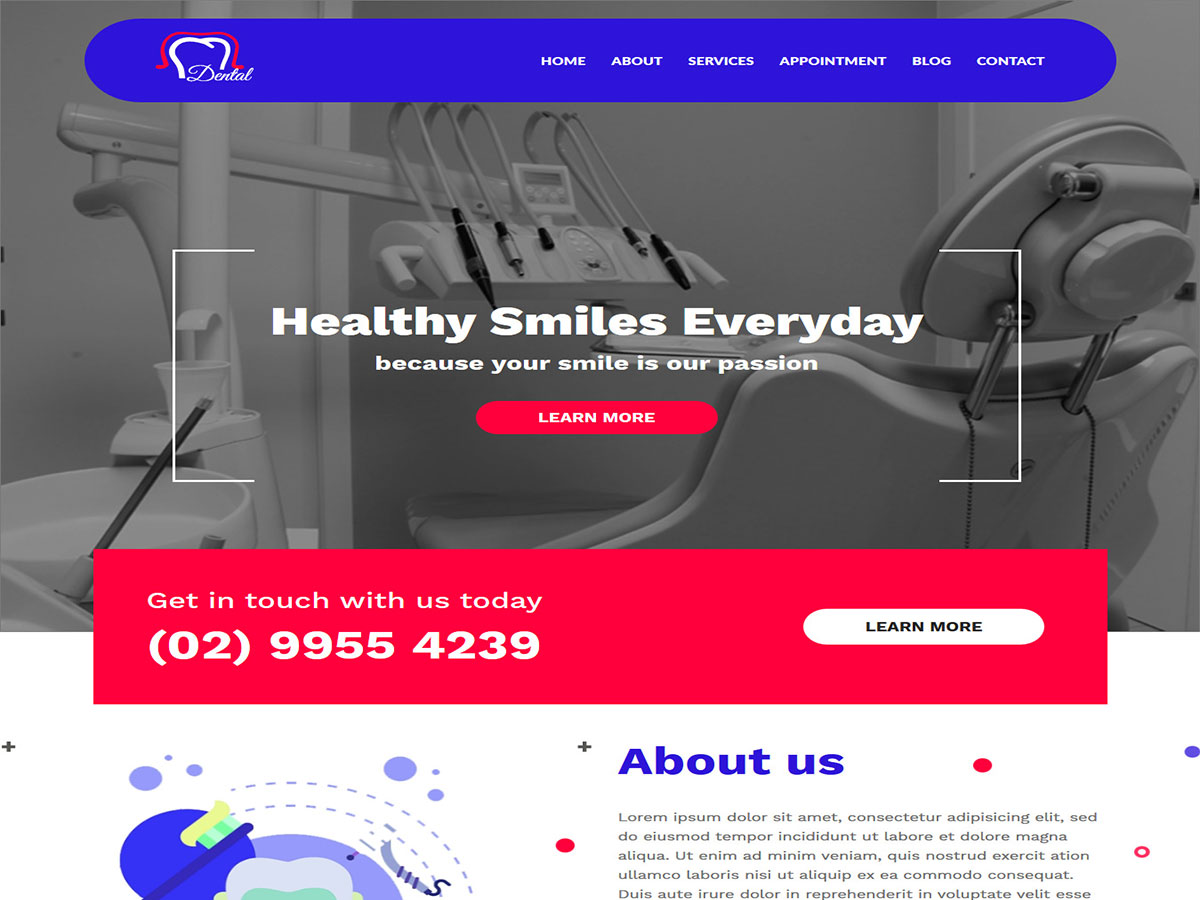 Dental
HOME ABOUT SERVICES APPOINTMENT BLOG CONTACT
Healthy Smiles Everyday
because your smile is our passion
LEARN MORE
Get in touch with us today
(02) 9955 4239
LEARN MORE
About us
Lorem ipsum dolor sit amet, consectetur adipisicing elit, sed
do eiusmod tempor incididunt ut labore et dolore magna
aliqua. Ut enim ad minim veniam, quis nostrud exercit ation
ullamco laboris nisi ut aliquip ex ea commodo consequat.
Duis aute irure dolor in reprehenderit in voluptate velit esse